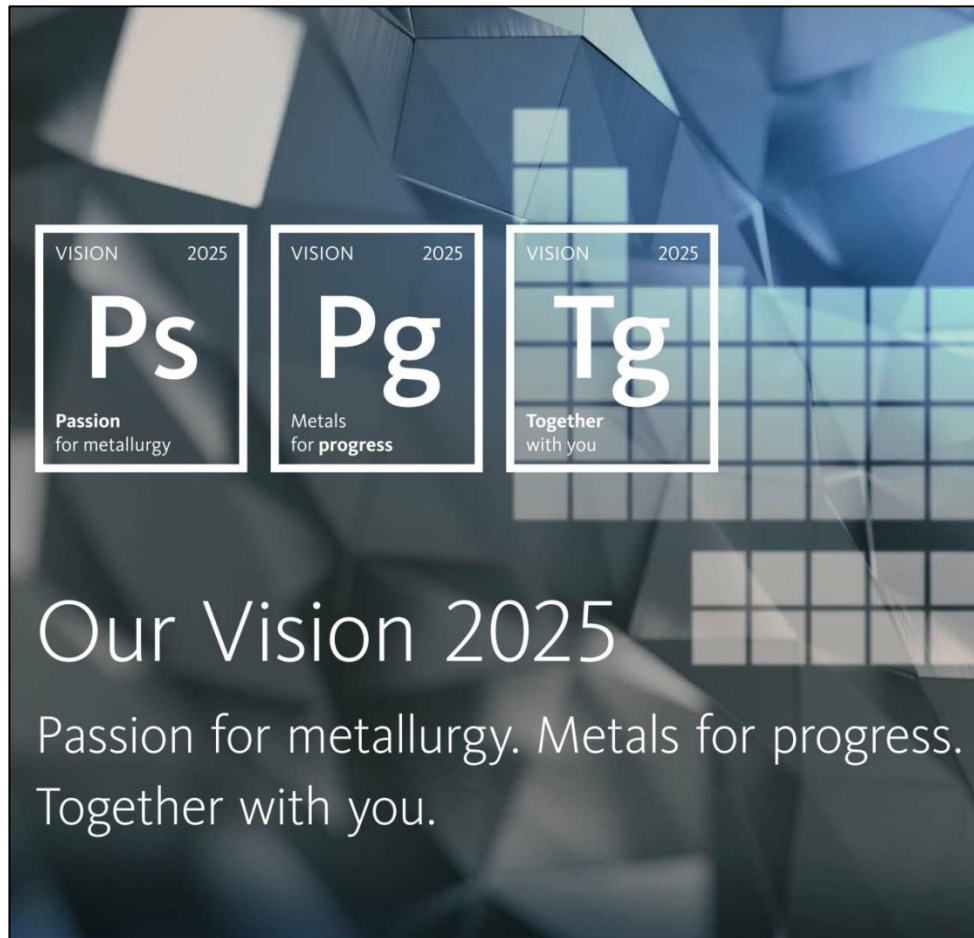 VISION 2025
Ps
Passion
for metallurgy
VISION 2025
Pg
Metals
for progress
VISION 2025
Tg
Together
with you
Our Vision 2025
Passion for metallurgy. Metals for progress.
Together with you.